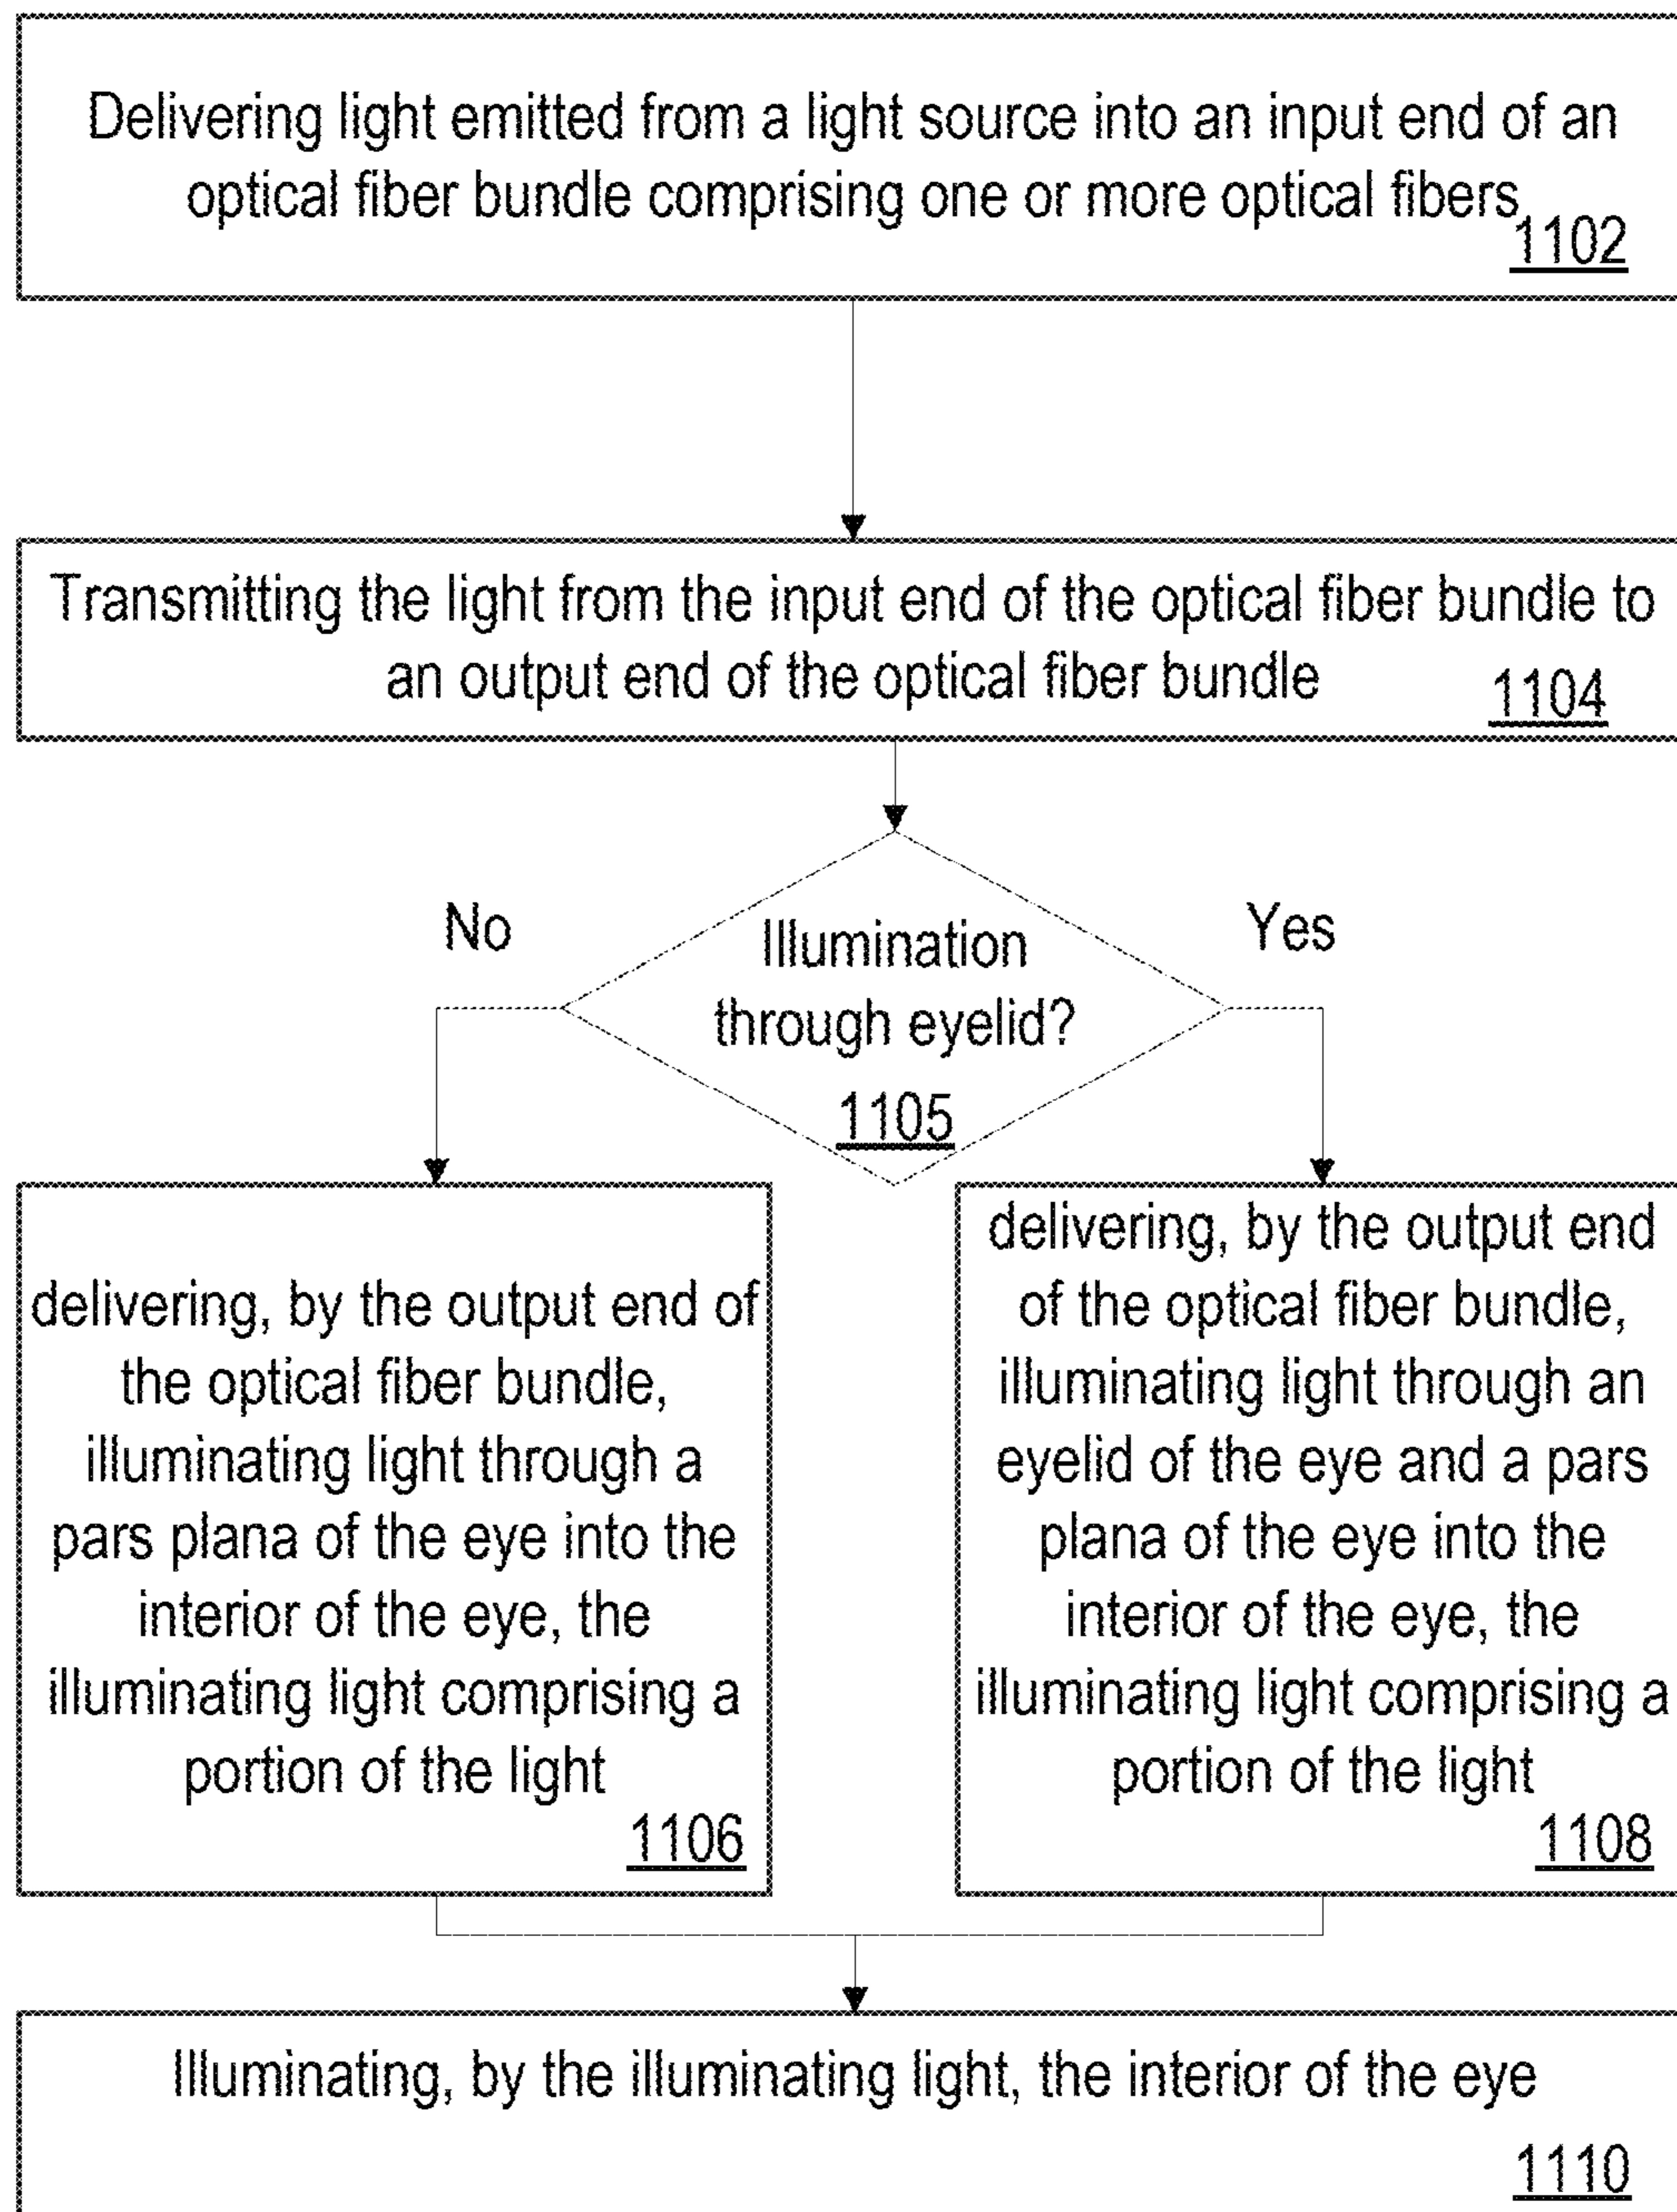 Delivering light emitted from a light source into an input end of an
optical fiber bundle comprising one or more optical fibers
1102
Transmitting the light from the input end of the optical fiber bundle to
an output end of the optical fiber bundle
1104
No
Yes
Illumination
through eyelid?
1105
delivering, by the output end of
the optical fiber bundle,
illuminating light through a
pars plana of the eye into the
interior of the eye, the
illuminating light comprising a
portion of the light
1106
delivering, by the output end
of the optical fiber bundle,
illuminating light through an
eyelid of the eye and a pars
plana of the eye into the
interior of the eye, the
illuminating light comprising a
portion of the light
1108
Illuminating, by the illuminating light, the interior of the eye
1110